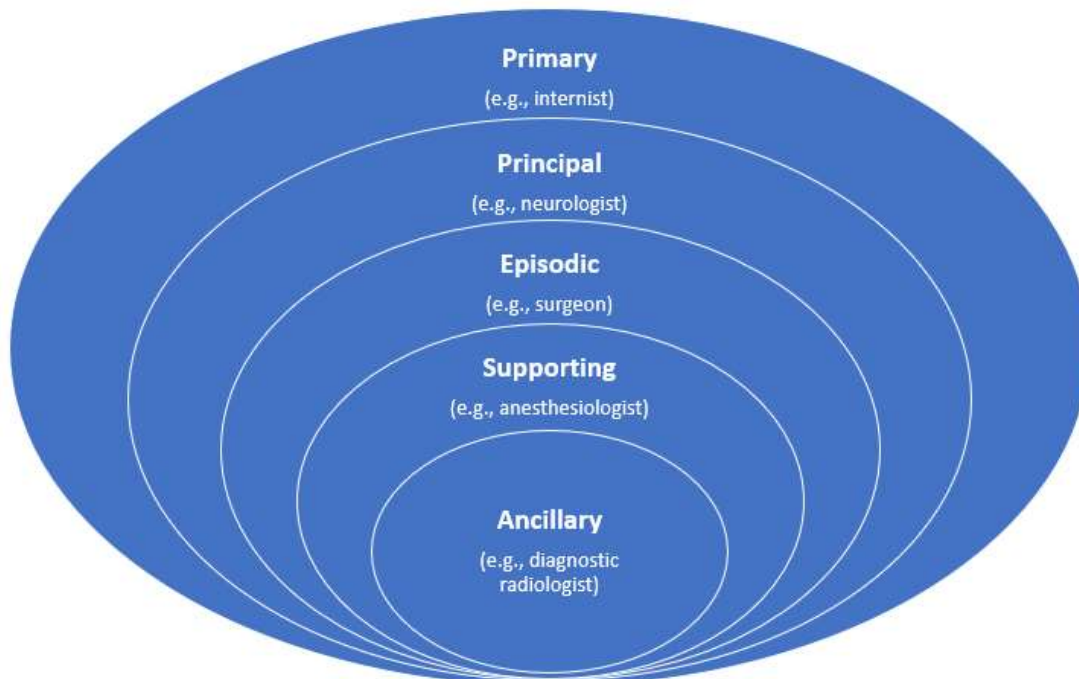 Primary
(e.g., internist)
Principal
(e.g., neurologist)
Episodic
(e.g., surgeon)
Supporting
(e.g., anesthesiologist)
Ancillary
(e.g., diagnostic
radiologist)